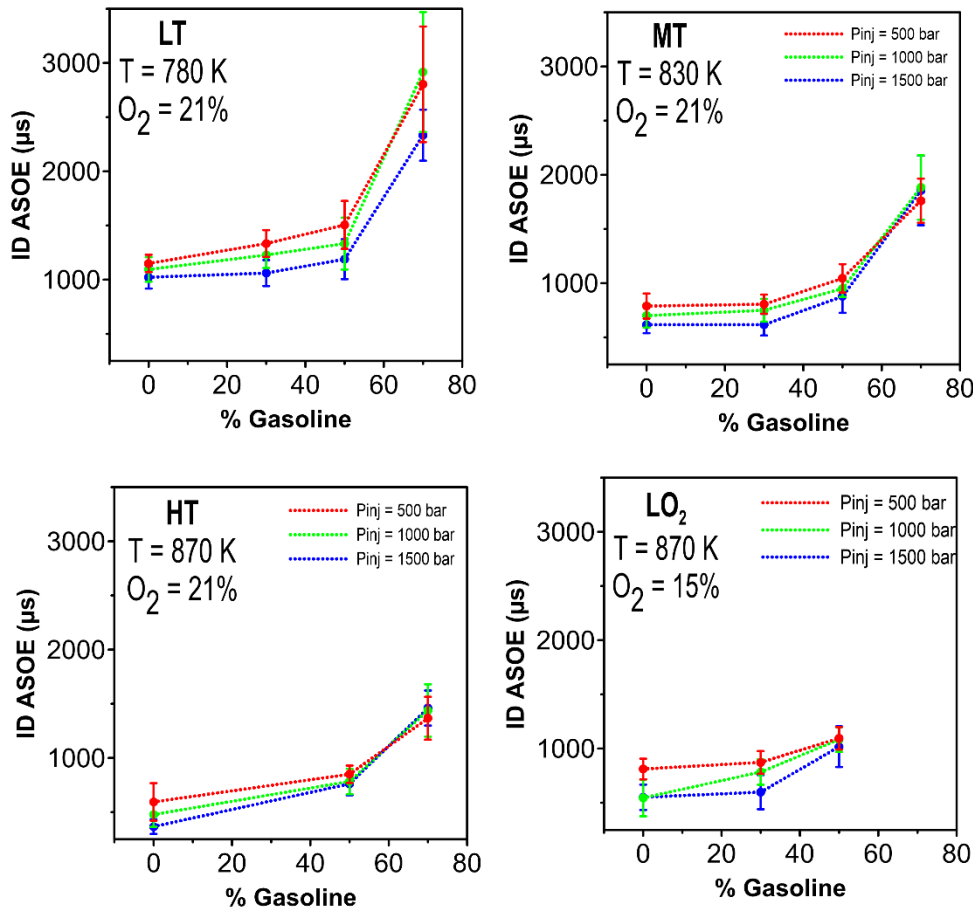 LT
T = 780 K
O2 = 21%
3000
2000
1000
ID ASOE (µs)
0 20 40 60 80
% Gasoline
MT
T = 830 K
O2 = 21%
Pinj = 500 bar
Pinj = 1000 bar
Pinj = 1500 bar
3000
2000
1000
ID ASOE (µs)
0 20 40 60 80
% Gasoline
HT
T = 870 K
O2 = 21%
Pinj = 500 bar
Pinj = 1000 bar
Pinj = 1500 bar
3000
2000
1000
ID ASOE (µs)
0 20 40 60 80
% Gasoline
LO2
T = 870 K
O2 = 15%
Pinj = 500 bar
Pinj = 1000 bar
Pinj = 1500 bar
3000
2000
1000
ID ASOE (µs)
0 20 40 60 80
% Gasoline